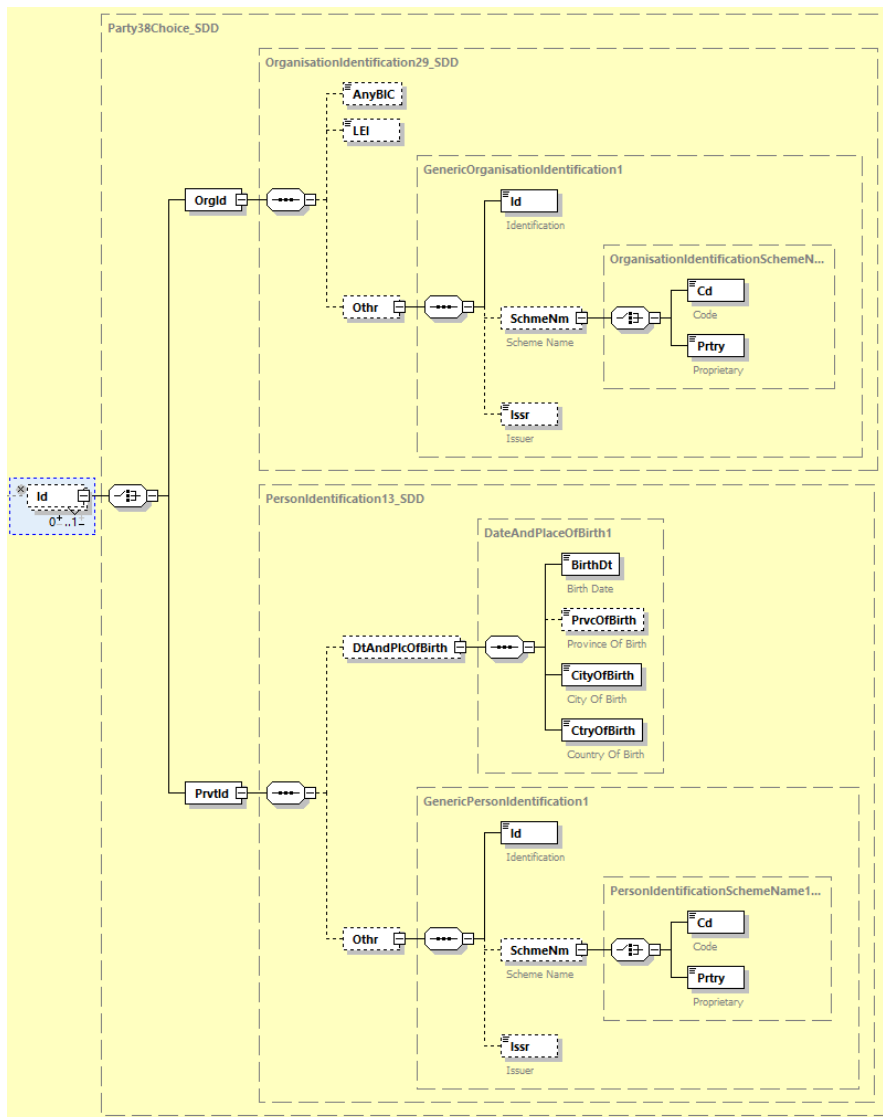 Party38Choice_SDD
OrganisationIdentification29_SDD
AnyBIC
LEI
GenericOrganisationIdentification1
OrgId
Id
Identification
OrganisationIdentificationSchemeN...
Cd
Code
Othr
SchmeNm
Scheme Name
Prtry
Proprietary
Issr
Issuer
Id
0..1
PersonIdentification13_SDD
DateAndPlaceOfBirth1
BirthDt
Birth Date
PrvcOfBirth
Province Of Birth
DtAndPlcOfBirth
CityOfBirth
City Of Birth
CtryOfBirth
Country Of Birth
PrvtId
GenericPersonIdentification1
Id
Identification
PersonIdentificationSchemeName1...
Cd
Code
Othr
SchmeNm
Scheme Name
Prtry
Proprietary
Issr
Issuer